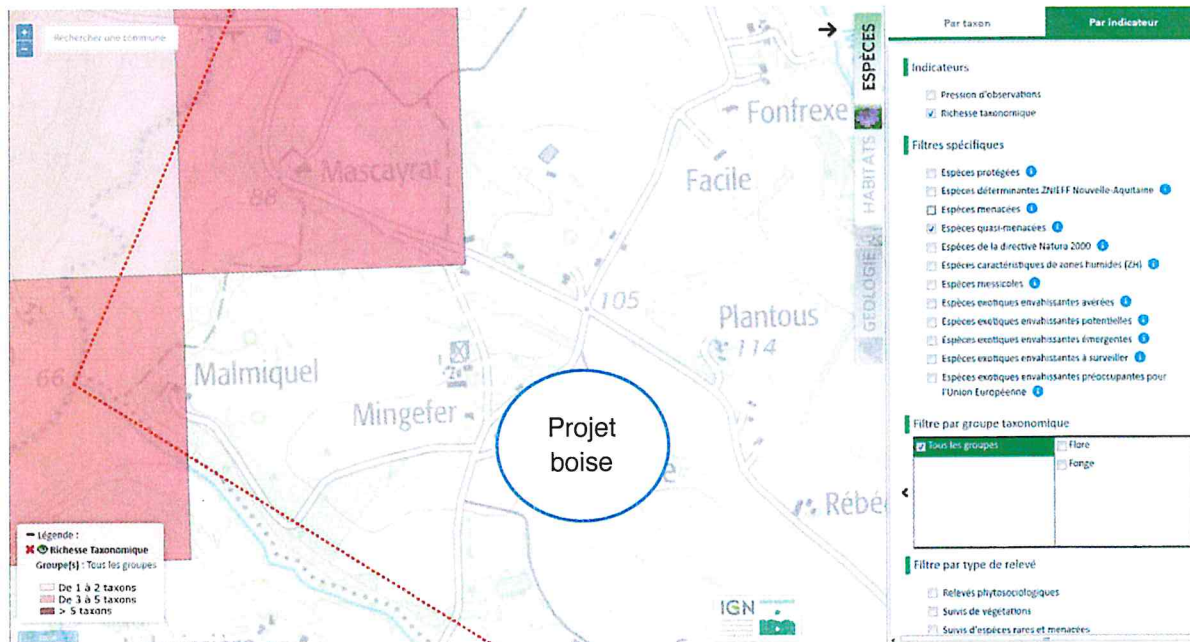 Rechercher une commune
Fonfrexe
Mascayrat
88
Facile
105
Plantous
114
Malmiquel
66
Mingefer
Projet
boise
IGN
Légende :
Richesse Taxonomique
Groupe(s) : Tous les groupes
De 1 à 2 taxons
De 3 à 5 taxons
> 5 taxons
ESPÈCES
HABITATS
GEOLOGIE
Par taxon
Par indicateur
Indicateurs
Pression d'observations
Richesse taxonomique
Filtres spécifiques
Espèces protégées
Espèces déterminantes ZNIEFF Nouvelle-Aquitaine
Espèces menacées
Espèces quasi-menacées
Espèces de la directive Natura 2000
Espèces caractéristiques de zones humides (ZH)
Espèces messicoles
Espèces exotiques envahissantes avérées
Espèces exotiques envahissantes potentielles
Espèces exotiques envahissantes émergentes
Espèces exotiques envahissantes à surveiller
Espèces exotiques envahissantes préoccupantes pour
l'Union Européenne
Filtre par groupe taxonomique
Tous les groupes
Flore
Fonge
Filtre par type de relevé
Relevés phytosociologiques
Suivis de végétations
Suivis d'espèces rares et menacées